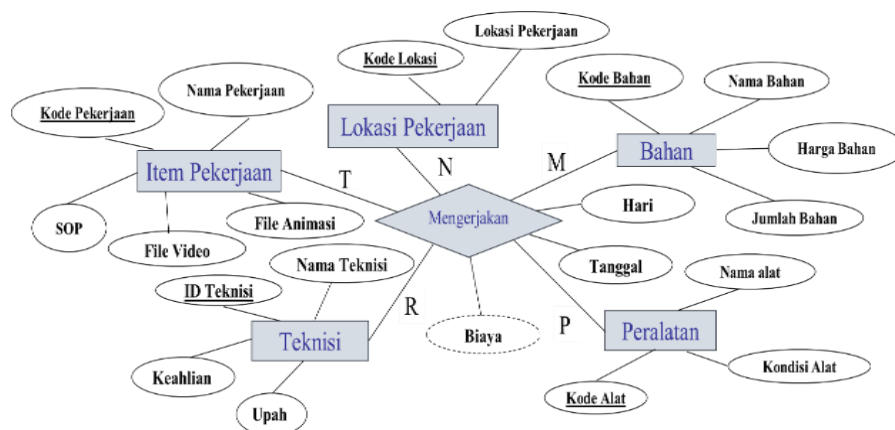 Lokasi Pekerjaan
Kode Lokasi
Kode Bahan
Nama Bahan
Nama Pekerjaan
Kode Pekerjaan
Lokasi Pekerjaan
Bahan
Harga Bahan
Item Pekerjaan
T
N
M
Mengerjakan
Hari
Jumlah Bahan
SOP
File Animasi
File Video
Nama Teknisi
Tanggal
Nama alat
ID Teknisi
R
P
Biaya
Teknisi
Peralatan
Keahlian
Kondisi Alat
Kode Alat
Upah